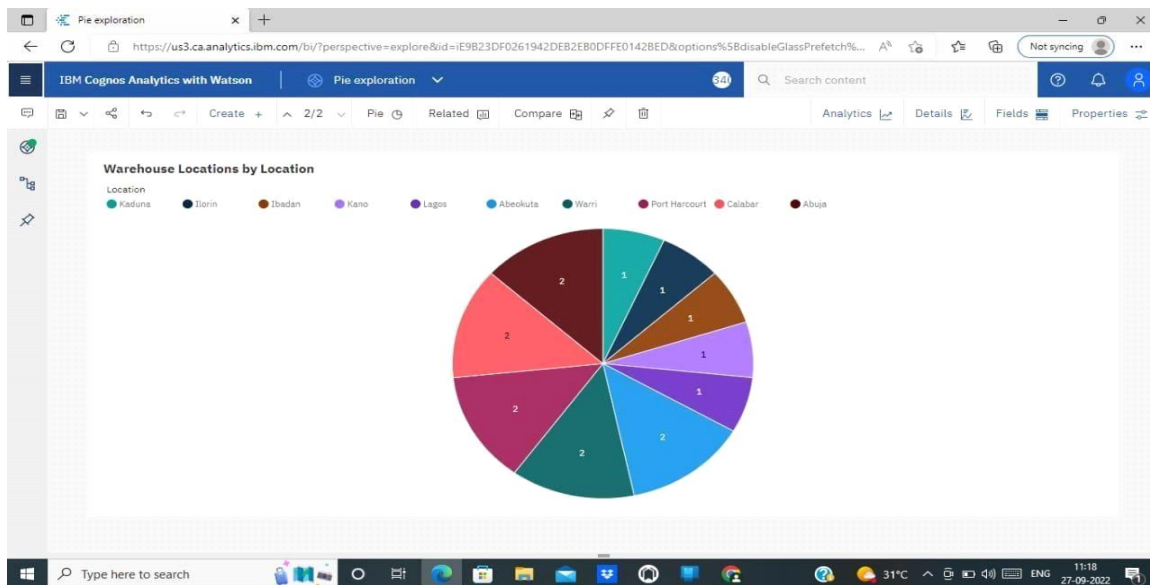 Pie exploration
https://us3.ca.analytics.ibm.com/bi/?perspective=explore&id=iE9B23DF0261942DEB2EB0DFFE0142BED&options%5BdisableGlassPrefetch%...
Not syncing
IBM Cognos Analytics with Watson
Pie exploration
Search content
Create + 2/2 Pie Related Compare Analytics Details Fields Properties
Warehouse Locations by Location
Location
Kaduna Ilorin Ibadan Kano Lagos Abeokuta Warri Port Harcourt Calabar Abuja
2 1
1
2 1
1
2 1
2 2
Type here to search 31°C ENG 11:18
27-09-2022